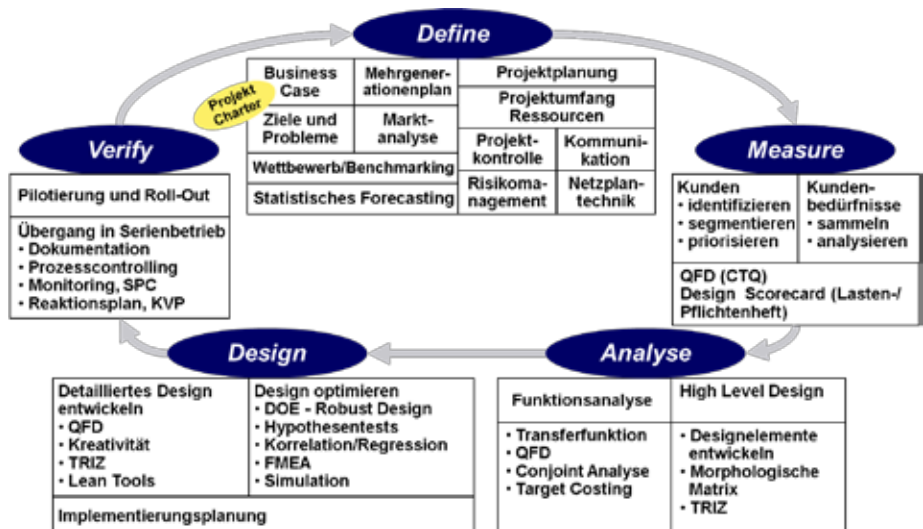 Define
Business
Case
Mehrgener-
ationenplan
Projektplanung
Projekt
Charter
Projektumfang
Ressourcen
Ziele und
Probleme
Markt-
analyse
Projekt-
kontrolle
Kommuni-
kation
Wettbewerb/Benchmarking
Statistisches Forecasting
Risikoma-
nagement
Netzplan-
technik
Measure
Kunden
• identifizieren
• segmentieren
• priorisieren
Kunden-
bedürfnisse
• sammeln
• analysieren
QFD (CTQ)
Design Scorecard (Lasten-/
Pflichtenheft)
Analyse
Funktionsanalyse
High Level Design
• Transferfunktion
• QFD
• Conjoint Analyse
• Target Costing
• Designelemente
entwickeln
• Morphologische
Matrix
• TRIZ
Design
Detailliertes Design
entwickeln
• QFD
• Kreativität
• TRIZ
• Lean Tools
Design optimieren
• DOE - Robust Design
• Hypothesentests
• Korrelation/Regression
• FMEA
• Simulation
Implementierungsplanung
Verify
Pilotierung und Roll-Out
Übergang in Serienbetrieb
• Dokumentation
• Prozesscontrolling
• Monitoring, SPC
• Reaktionsplan, KVP